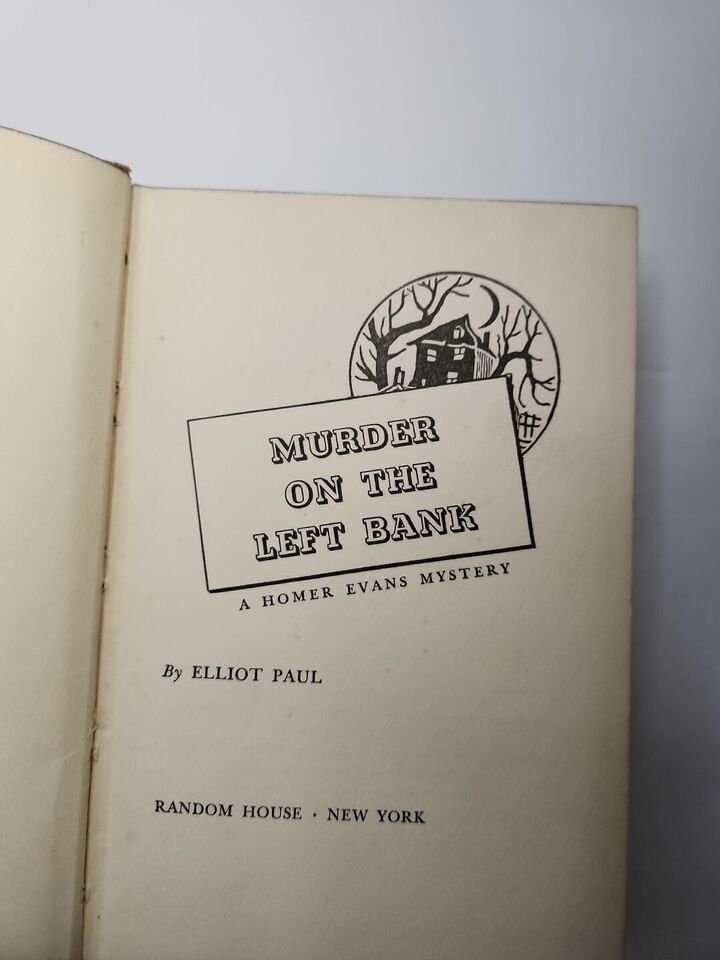 MURDER
ON THE
LEFT BANK
A HOMER EVANS MYSTERY
By ELLIOT PAUL
RANDOM HOUSE · NEW YORK